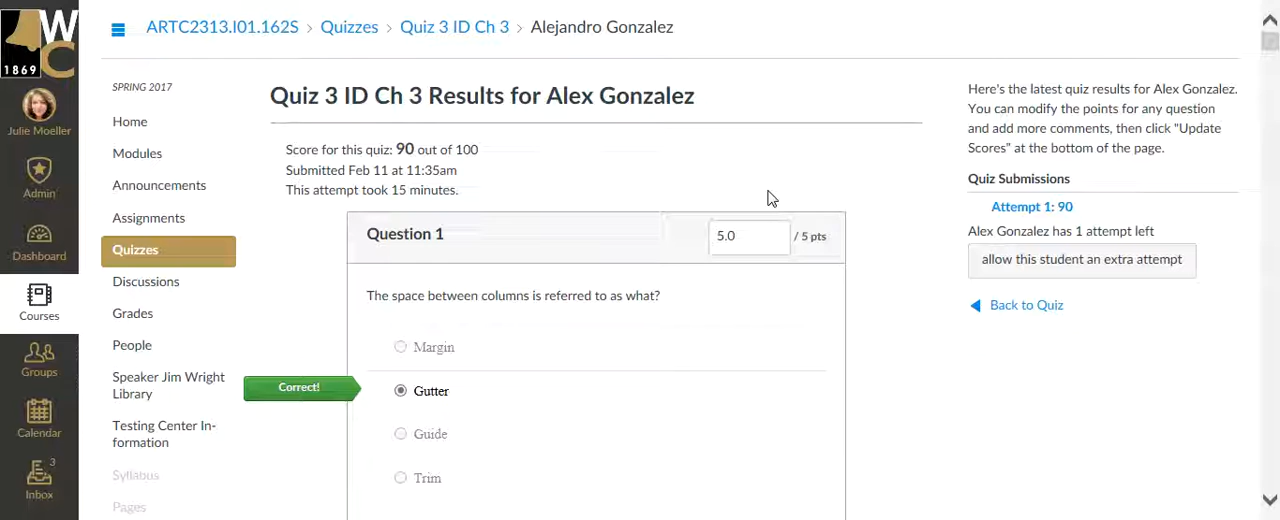 WC
1869
Julie Moeller
Admin
Dashboard
Courses
Groups
Calendar
3
Inbox
ARTC2313.I01.162S > Quizzes > Quiz 3 ID Ch 3 > Alejandro Gonzalez
SPRING 2017
Home
Modules
Announcements
Assignments
Quizzes
Discussions
Grades
People
Speaker Jim Wright
Library
Testing Center In-
formation
Syllabus
Pages
Quiz 3 ID Ch 3 Results for Alex Gonzalez
Score for this quiz: 90 out of 100
Submitted Feb 11 at 11:35am
This attempt took 15 minutes.
Question 1
5.0 / 5 pts
The space between columns is referred to as what?
Margin
Correct!
Gutter
Guide
Trim
Here's the latest quiz results for Alex Gonzalez.
You can modify the points for any question
and add more comments, then click "Update
Scores" at the bottom of the page.
Quiz Submissions
Attempt 1: 90
Alex Gonzalez has 1 attempt left
allow this student an extra attempt
Back to Quiz